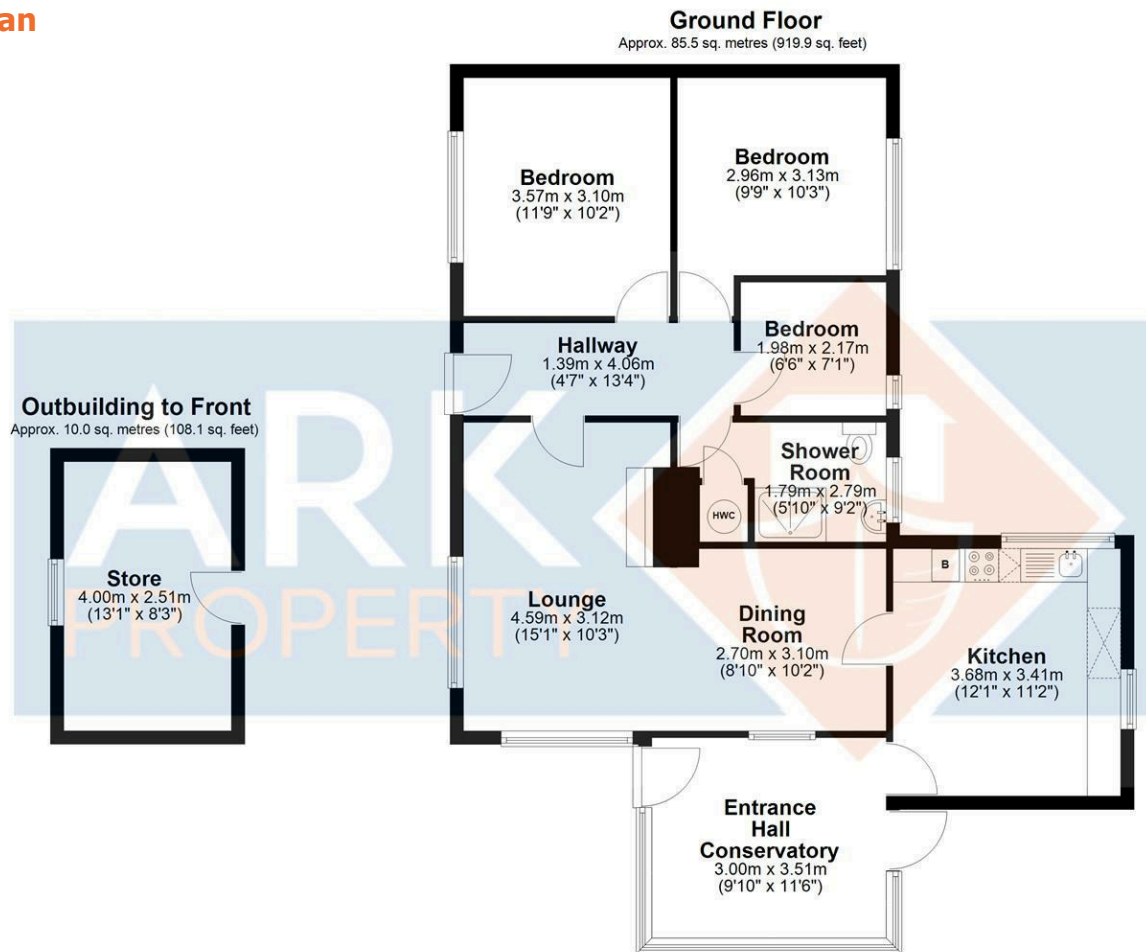 an
Ground Floor
Approx. 85.5 sq. metres (919.9 sq. feet)
Bedroom
3.57m x 3.10m
(11'9" x 10'2")
Bedroom
2.96m x 3.13m
(9'9" x 10'3")
Bedroom
1.98m x 2.17m
(6'6" x 7'1")
Hallway
1.39m x 4.06m
(4'7" x 13'4")
Outbuilding to Front
Approx. 10.0 sq. metres (108.1 sq. feet)
Store
4.00m x 2.51m
(13'1" x 8'3")
Shower
Room
1.79m x 2.79m
(5'10" x 9'2")
HWC
B
Lounge
4.59m x 3.12m
(15'1" x 10'3")
Dining
Room
2.70m x 3.10m
(8'10" x 10'2")
Kitchen
3.68m x 3.41m
(12'1" x 11'2")
Entrance
Hall
Conservatory
3.00m x 3.51m
(9'10" x 11'6")
ARK
PROPERTY